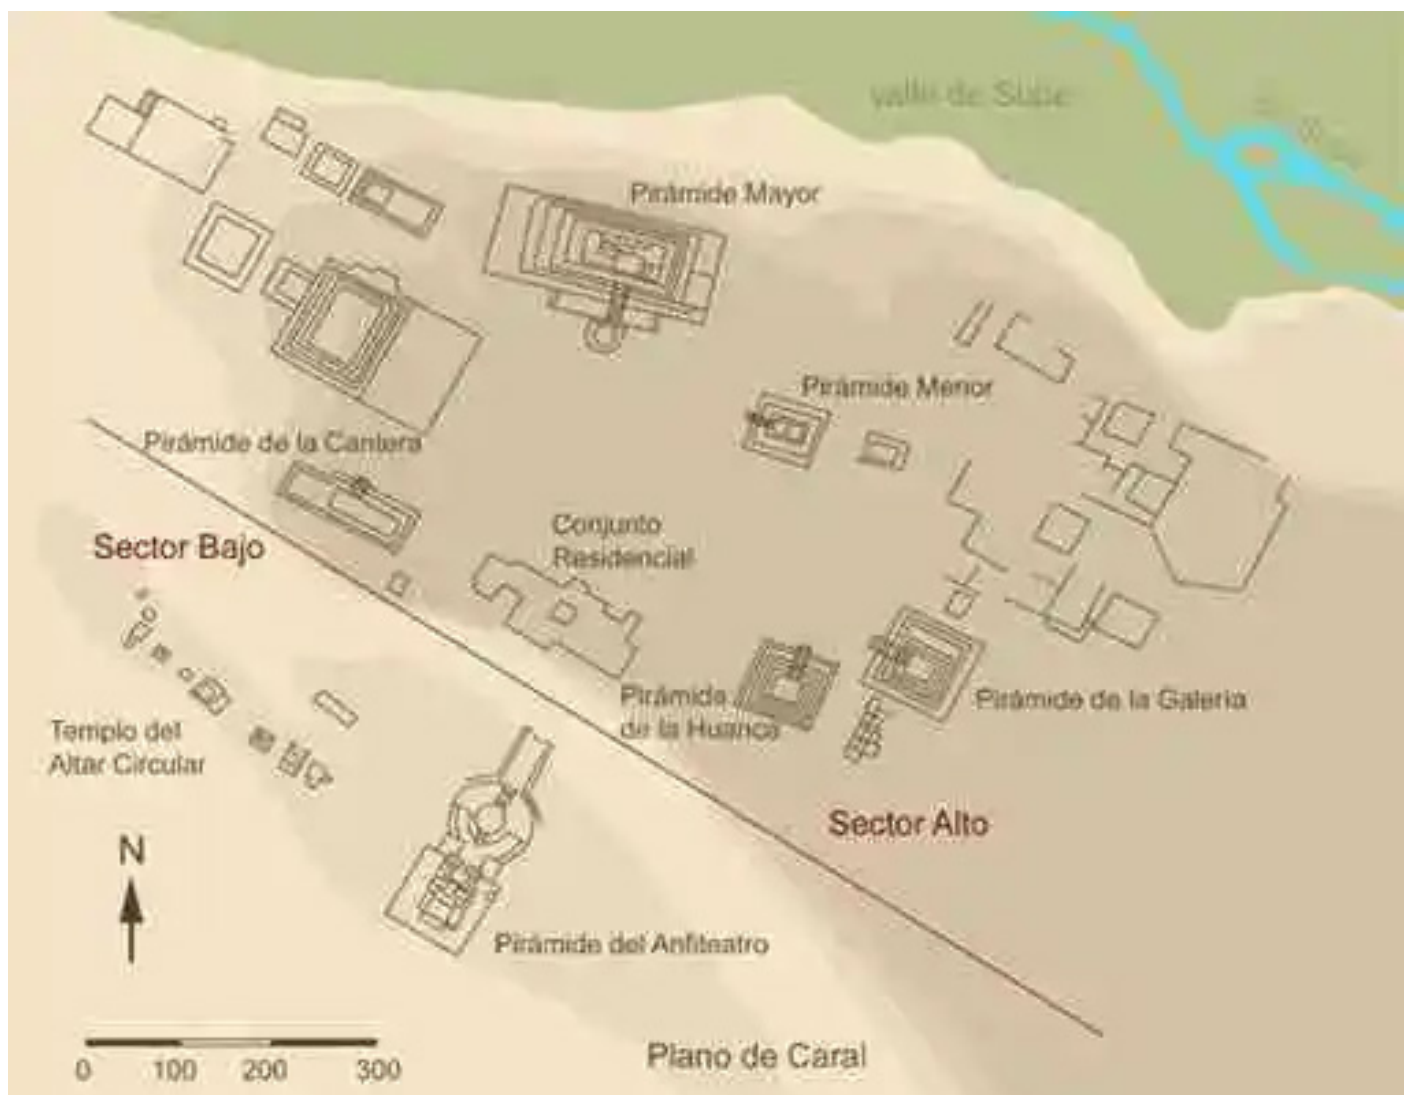 valle de Supe
Pirámide Mayor
Pirámide Menor
Pirámide de la Cantera
Conjunto
Residencial
Sector Bajo
Pirámide
de la Huanca
Pirámide de la Galería
Templo del
Altar Circular
Sector Alto
N
Pirámide del Anfiteatro
0 100 200 300
Plano de Caral